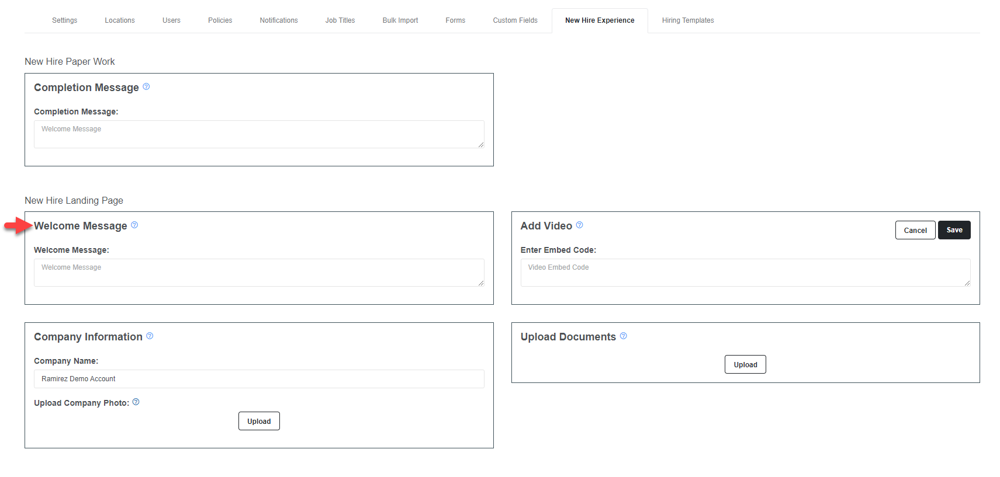 Settings Locations Users Policies Notifications Job Titles Bulk Import Forms Custom Fields New Hire Experience Hiring Templates
New Hire Paper Work
Completion Message ?
Completion Message:
Welcome Message
New Hire Landing Page
Welcome Message ?
Welcome Message:
Welcome Message
Add Video ?
Cancel Save
Enter Embed Code:
Video Embed Code
Company Information ?
Company Name:
Ramirez Demo Account
Upload Company Photo: ?
Upload
Upload Documents ?
Upload